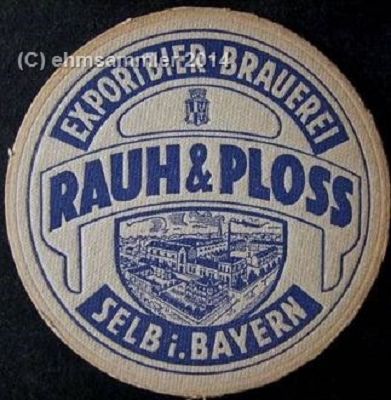 (C) ehmsammler 2014
EXPORTBIER-BRAUEREI
RAUH & PLOSS
SELB i. BAYERN